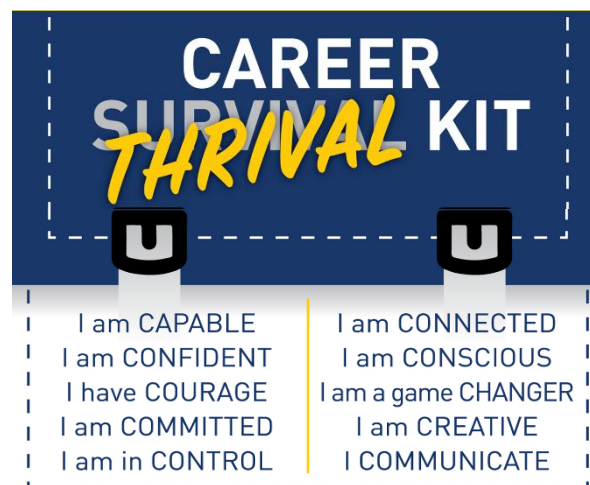 CAREER
SURVIVAL KIT
THRIVAL
U U
I am CAPABLE
I am CONFIDENT
I have COURAGE
I am COMMITTED
I am in CONTROL
I am CONNECTED
I am CONSCIOUS
I am a game CHANGER
I am CREATIVE
I COMMUNICATE